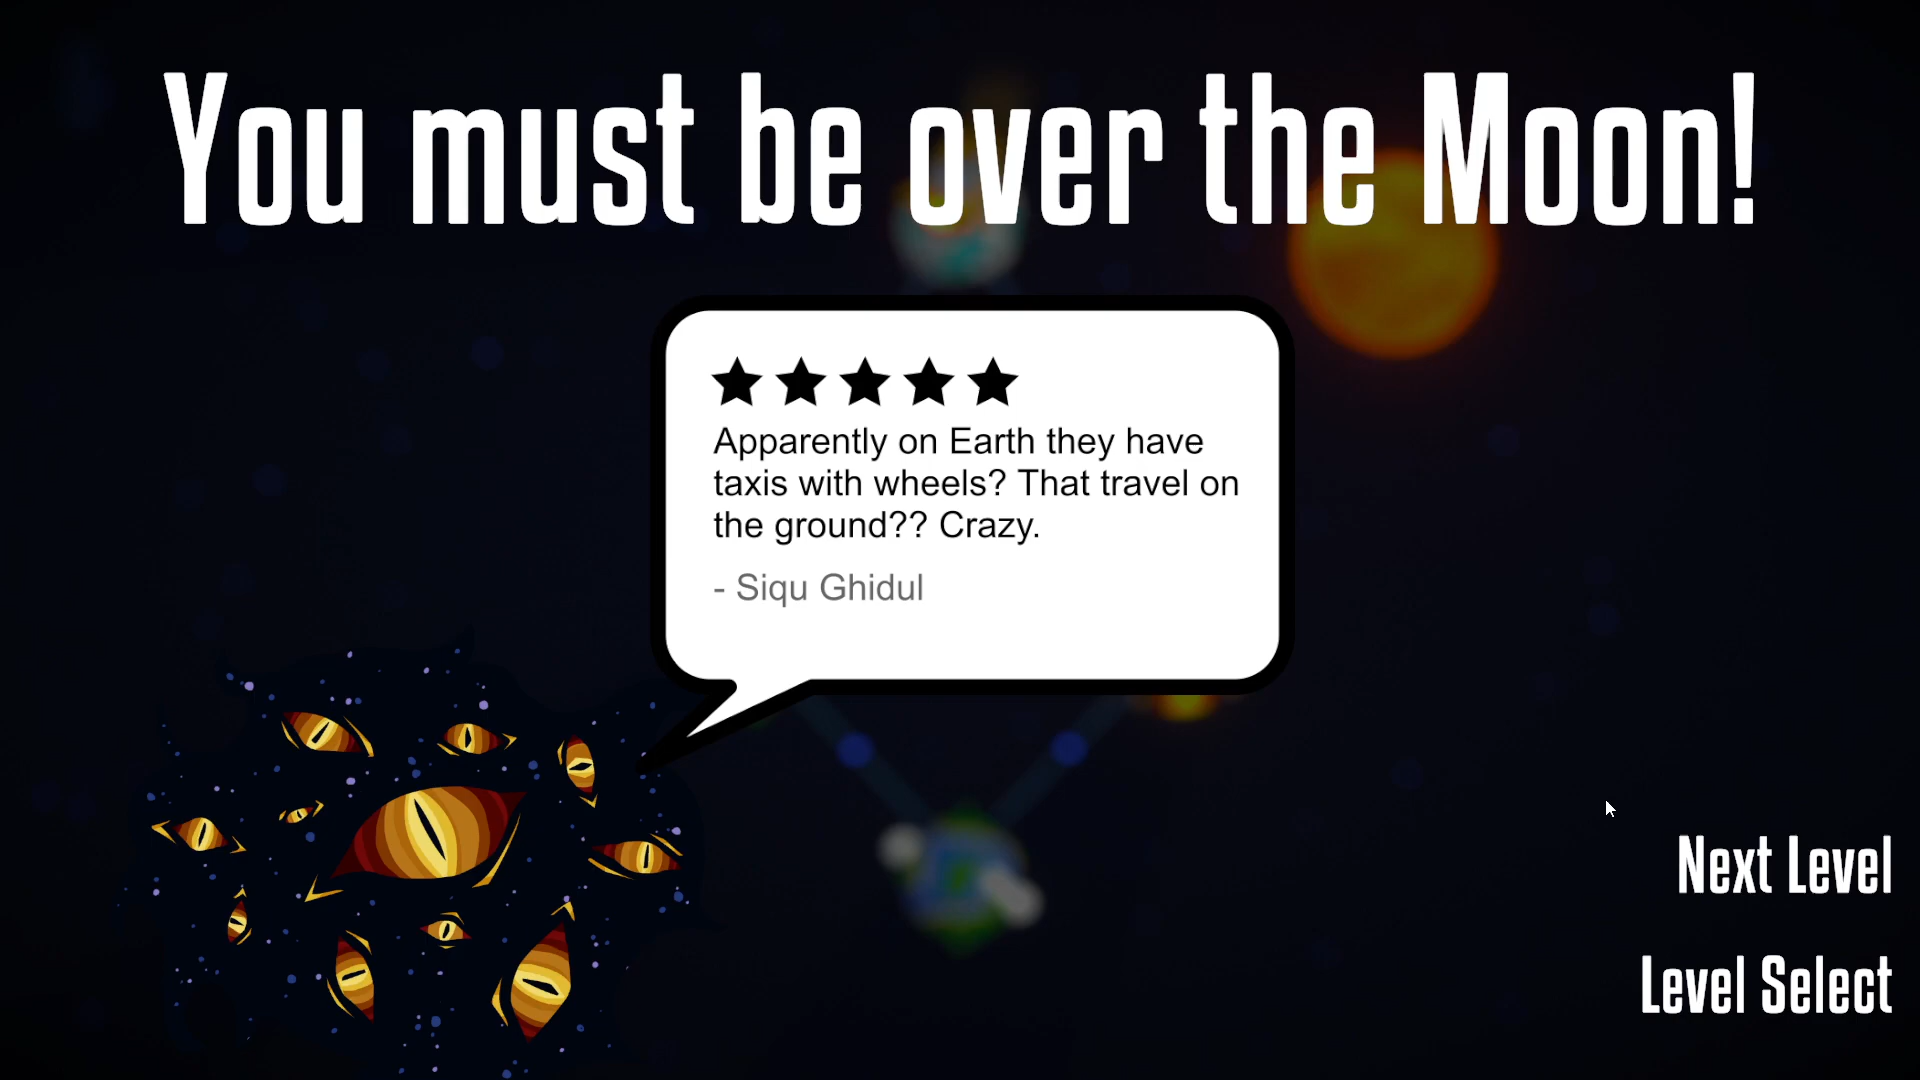 You must be over the Moon!
Apparently on Earth they have
taxis with wheels? That travel on
the ground?? Crazy.
- Siqu Ghidul
Next Level
Level Select